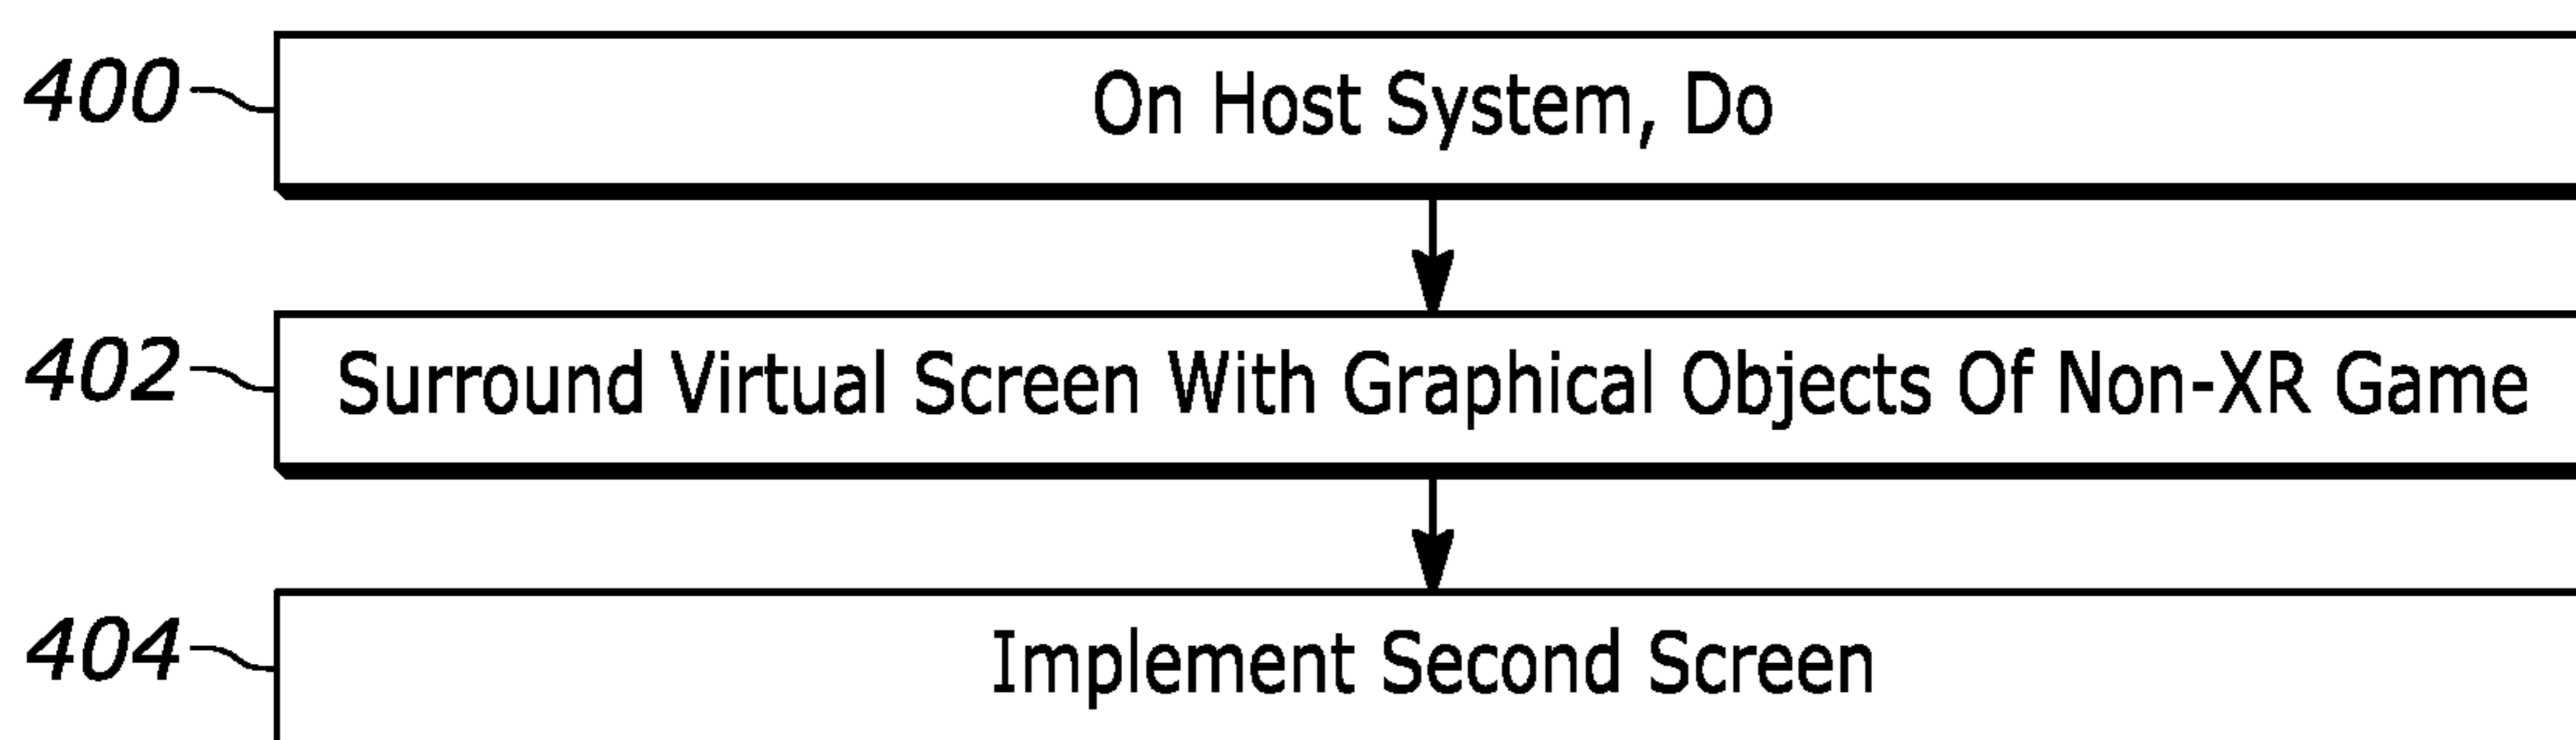 400 On Host System, Do
402 Surround Virtual Screen With Graphical Objects Of Non-XR Game
404 Implement Second Screen